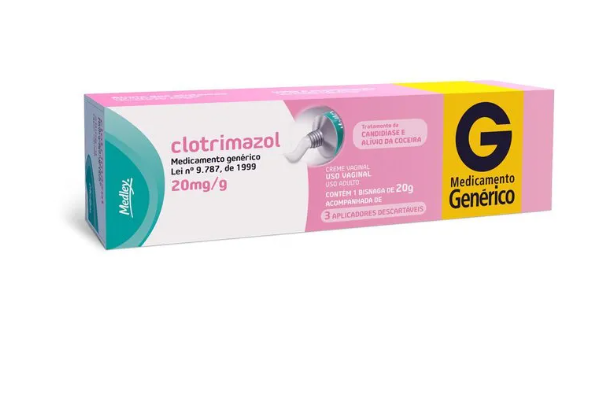 Medley.
clotrimazol
Medicamento genérico
Lei nº 9.787, de 1999
20mg/g
Tratamento da
CANDIDÍASE E
ALÍVIO DA COCEIRA
CREME VAGINAL
USO VAGINAL
USO ADULTO
CONTÉM 1 BISNAGA DE 20g
ACOMPANHADA DE
3 APLICADORES DESCARTÁVEIS
G
Medicamento
Genérico